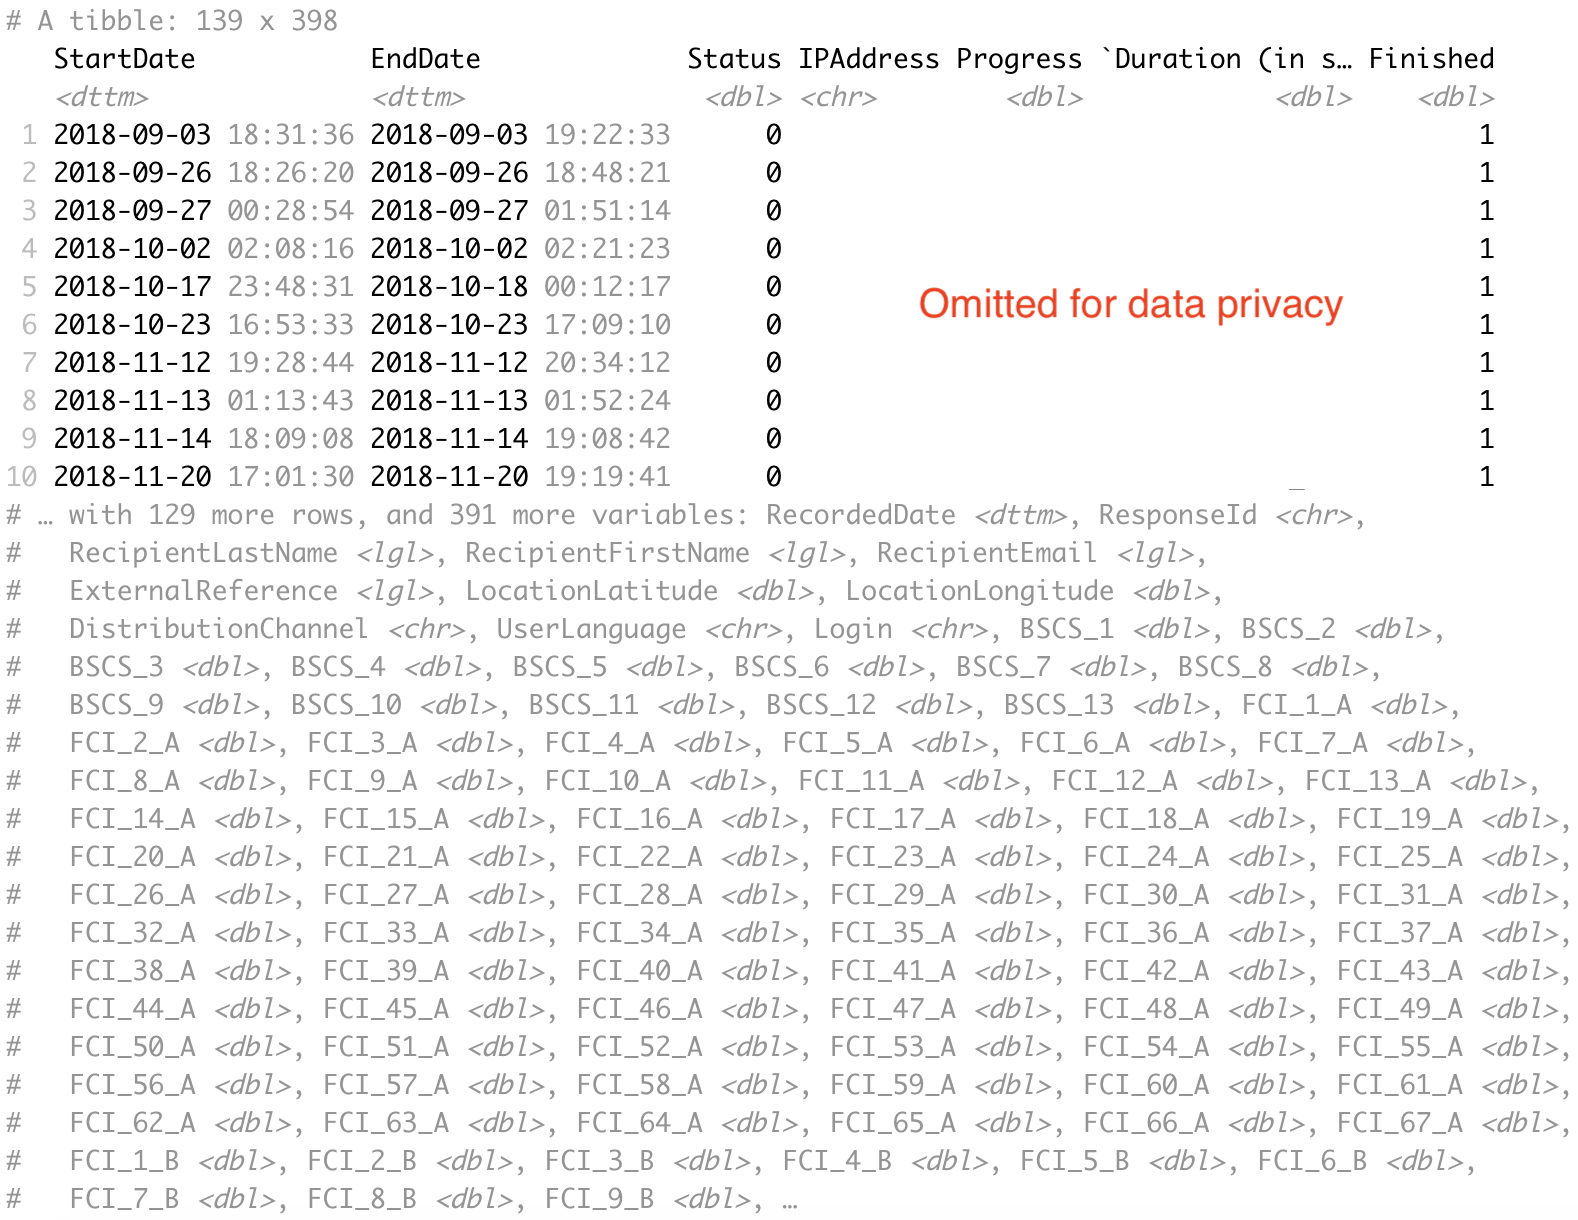 # A tibble: 139 x 398
StartDate EndDate Status IPAddress Progress `Duration (in s… Finished
<dttm> <dttm> <dbl> <chr> <dbl> <dbl> <dbl>
1 2018-09-03 18:31:36 2018-09-03 19:22:33 0 1
2 2018-09-26 18:26:20 2018-09-26 18:48:21 0 1
3 2018-09-27 00:28:54 2018-09-27 01:51:14 0 1
4 2018-10-02 02:08:16 2018-10-02 02:21:23 0 1
5 2018-10-17 23:48:31 2018-10-18 00:12:17 0 1
Omitted for data privacy
6 2018-10-23 16:53:33 2018-10-23 17:09:10 0 1
7 2018-11-12 19:28:44 2018-11-12 20:34:12 0 1
8 2018-11-13 01:13:43 2018-11-13 01:52:24 0 1
9 2018-11-14 18:09:08 2018-11-14 19:08:42 0 1
10 2018-11-20 17:01:30 2018-11-20 19:19:41 0 _ 1
# … with 129 more rows, and 391 more variables: RecordedDate <dttm>, ResponseId <chr>,
# RecipientLastName <lgl>, RecipientFirstName <lgl>, RecipientEmail <lgl>,
# ExternalReference <lgl>, LocationLatitude <dbl>, LocationLongitude <dbl>,
# DistributionChannel <chr>, UserLanguage <chr>, Login <chr>, BSCS_1 <dbl>, BSCS_2 <dbl>,
# BSCS_3 <dbl>, BSCS_4 <dbl>, BSCS_5 <dbl>, BSCS_6 <dbl>, BSCS_7 <dbl>, BSCS_8 <dbl>,
# BSCS_9 <dbl>, BSCS_10 <dbl>, BSCS_11 <dbl>, BSCS_12 <dbl>, BSCS_13 <dbl>, FCI_1_A <dbl>,
# FCI_2_A <dbl>, FCI_3_A <dbl>, FCI_4_A <dbl>, FCI_5_A <dbl>, FCI_6_A <dbl>, FCI_7_A <dbl>,
# FCI_8_A <dbl>, FCI_9_A <dbl>, FCI_10_A <dbl>, FCI_11_A <dbl>, FCI_12_A <dbl>, FCI_13_A <dbl>,
# FCI_14_A <dbl>, FCI_15_A <dbl>, FCI_16_A <dbl>, FCI_17_A <dbl>, FCI_18_A <dbl>, FCI_19_A <dbl>,
# FCI_20_A <dbl>, FCI_21_A <dbl>, FCI_22_A <dbl>, FCI_23_A <dbl>, FCI_24_A <dbl>, FCI_25_A <dbl>,
# FCI_26_A <dbl>, FCI_27_A <dbl>, FCI_28_A <dbl>, FCI_29_A <dbl>, FCI_30_A <dbl>, FCI_31_A <dbl>,
# FCI_32_A <dbl>, FCI_33_A <dbl>, FCI_34_A <dbl>, FCI_35_A <dbl>, FCI_36_A <dbl>, FCI_37_A <dbl>,
# FCI_38_A <dbl>, FCI_39_A <dbl>, FCI_40_A <dbl>, FCI_41_A <dbl>, FCI_42_A <dbl>, FCI_43_A <dbl>,
# FCI_44_A <dbl>, FCI_45_A <dbl>, FCI_46_A <dbl>, FCI_47_A <dbl>, FCI_48_A <dbl>, FCI_49_A <dbl>,
# FCI_50_A <dbl>, FCI_51_A <dbl>, FCI_52_A <dbl>, FCI_53_A <dbl>, FCI_54_A <dbl>, FCI_55_A <dbl>,
# FCI_56_A <dbl>, FCI_57_A <dbl>, FCI_58_A <dbl>, FCI_59_A <dbl>, FCI_60_A <dbl>, FCI_61_A <dbl>,
# FCI_62_A <dbl>, FCI_63_A <dbl>, FCI_64_A <dbl>, FCI_65_A <dbl>, FCI_66_A <dbl>, FCI_67_A <dbl>,
# FCI_1_B <dbl>, FCI_2_B <dbl>, FCI_3_B <dbl>, FCI_4_B <dbl>, FCI_5_B <dbl>, FCI_6_B <dbl>,
# FCI_7_B <dbl>, FCI_8_B <dbl>, FCI_9_B <dbl>, …